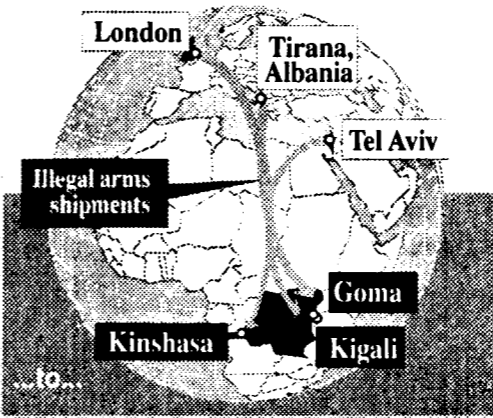 London
Tirana,
Albania
Tel Aviv
Illegal arms
shipments
Goma
Kinshasa
Kigali
...to...